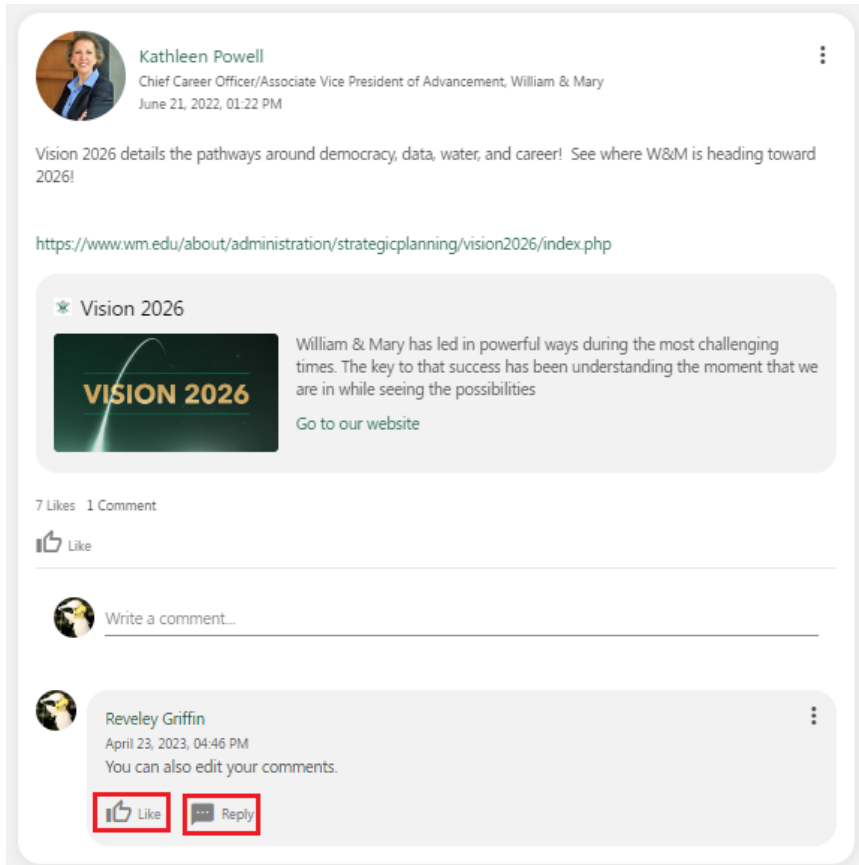 Kathleen Powell
Chief Career Officer/Associate Vice President of Advancement, William & Mary
June 21, 2022, 01:22 PM
Vision 2026 details the pathways around democracy, data, water, and career!  See where W&M is heading toward
2026!
https://www.wm.edu/about/administration/strategicplanning/vision2026/index.php
Vision 2026
VISION 2026
William & Mary has led in powerful ways during the most challenging
times. The key to that success has been understanding the moment that we
are in while seeing the possibilities
Go to our website
7 Likes 1 Comment
Like
Write a comment...
Reveley Griffin
April 23, 2023, 04:46 PM
You can also edit your comments.
Like Reply